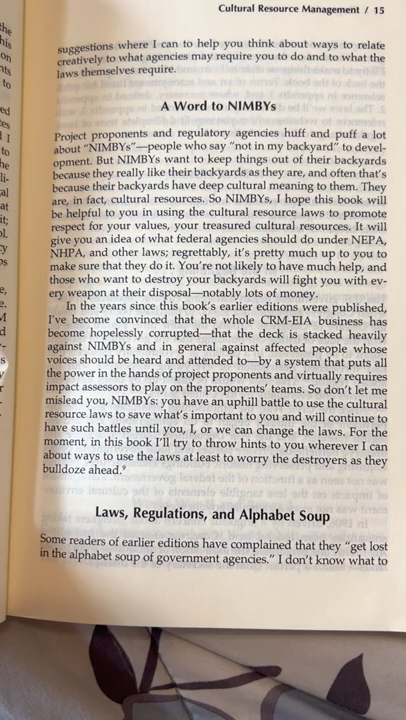 Cultural Resource Management / 15
suggestions where I can to help you think about ways to relate
creatively to what agencies may require you to do and to what the
laws themselves require.
A Word to NIMBYs
Project proponents and regulatory agencies huff and puff a lot
about “NIMBYs”—people who say “not in my backyard” to devel-
opment. But NIMBYs want to keep things out of their backyards
because they really like their backyards as they are, and often that's
because their backyards have deep cultural meaning to them. They
are, in fact, cultural resources. So NIMBYs, I hope this book will
be helpful to you in using the cultural resource laws to promote
respect for your values, your treasured cultural resources. It will
give you an idea of what federal agencies should do under NEPA,
NHPA, and other laws; regrettably, it's pretty much up to you to
make sure that they do it. You're not likely to have much help, and
those who want to destroy your backyards will fight you with ev-
ery weapon at their disposal—notably lots of money.
In the years since this book's earlier editions were published,
I've become convinced that the whole CRM-EIA business has
become hopelessly corrupted—that the deck is stacked heavily
against NIMBYs and in general against affected people whose
voices should be heard and attended to—by a system that puts all
the power in the hands of project proponents and virtually requires
impact assessors to play on the proponents' teams. So don't let me
mislead you, NIMBYs: you have an uphill battle to use the cultural
resource laws to save what's important to you and will continue to
have such battles until you, I, or we can change the laws. For the
moment, in this book I'll try to throw hints to you wherever I can
about ways to use the laws at least to worry the destroyers as they
bulldoze ahead.⁹
Laws, Regulations, and Alphabet Soup
Some readers of earlier editions have complained that they “get lost
in the alphabet soup of government agencies.” I don't know what to